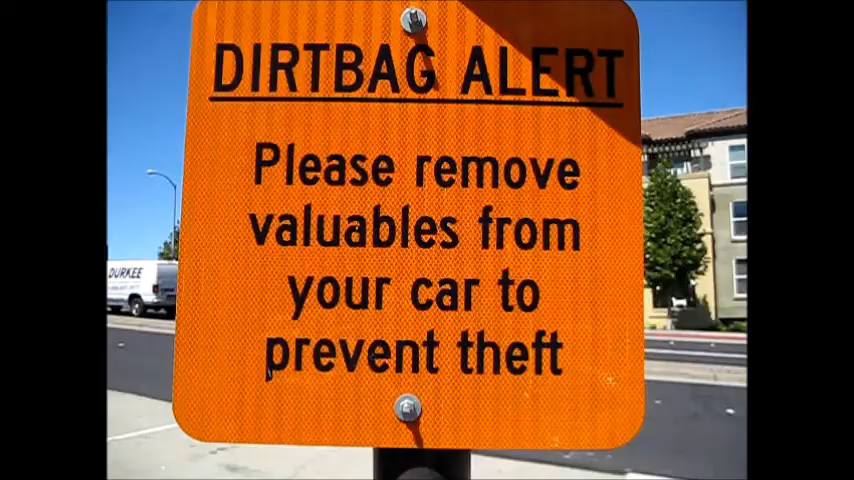 DIRTBAG ALERT
Please remove
valuables from
your car to
prevent theft
DURKEE